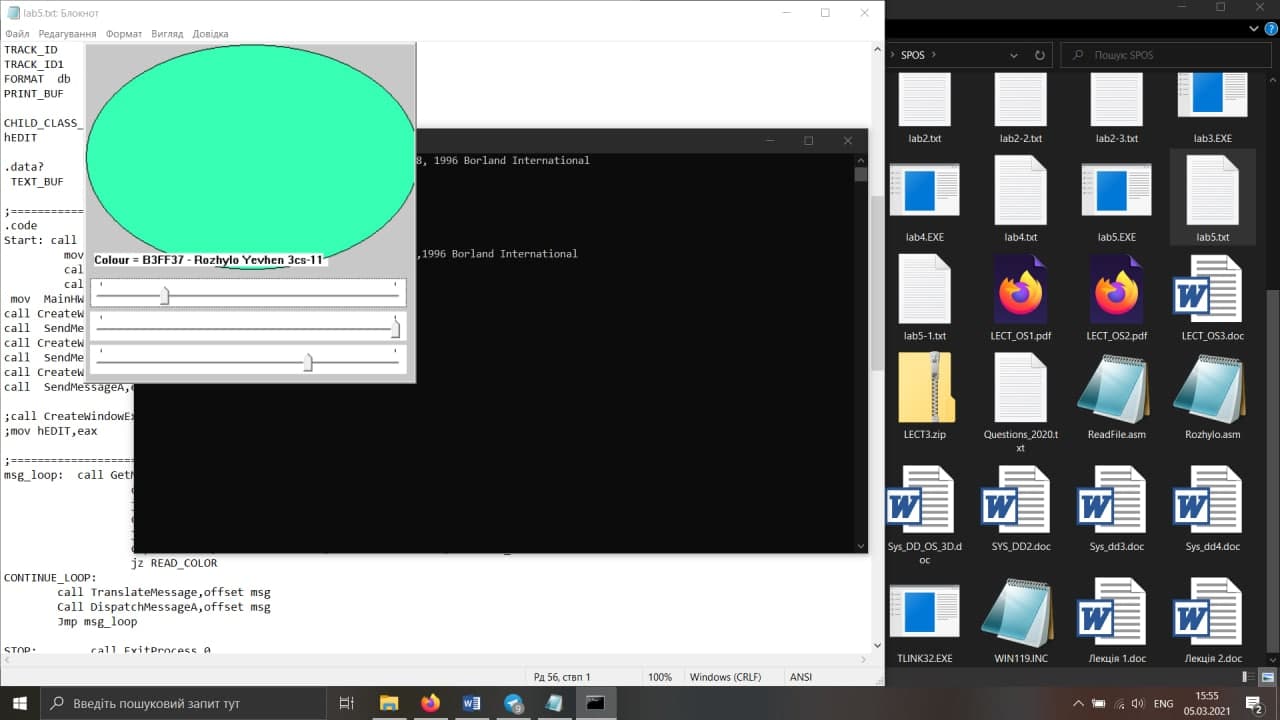 lab5.txt: Блокнот
Файл Редагування Формат Вигляд Довідка
TRACK_ID
TRACK_ID1
FORMAT db
PRINT_BUF
CHILD_CLASS_
hEDIT
.data?
TEXT_BUF
;===========
.code
Start: call
mov
cal
cal
mov MainHW
call CreateW
call SendMe
call CreateW
call SendMe
call CreateW
call SendMessageA,
;call CreateWindowEx
;mov hEDIT,eax
;===================
msg_loop: call GetM
jz READ_COLOR
CONTINUE_LOOP:
call TranslateMessage,offset msg
Call DispatchMessageA,offset msg
Jmp msg_loop
STOP: call ExitProcess,0
Рд 56, ствп 1 100% Windows (CRLF) ANSI
Colour = B3FF37 - Rozhylo Yevhen 3cs-11
8, 1996 Borland International
,1996 Borland International
SPOS
Пошук: SPOS
lab2.txt
lab2-2.txt
lab2-3.txt
lab3.EXE
lab4.EXE
lab4.txt
lab5.EXE
lab5.txt
lab5-1.txt
LECT_OS1.pdf
LECT_OS2.pdf
LECT_OS3.doc
LECT3.zip
Questions_2020.t
xt
ReadFile.asm
Rozhylo.asm
Sys_DD_OS_3D.d
oc
SYS_DD2.doc
Sys_dd3.doc
Sys_dd4.doc
TLINK32.EXE
WIN119.INC
Лекція 1.doc
Лекція 2.doc
Введіть пошуковий запит тут
9
ENG
15:55
05.03.2021
2